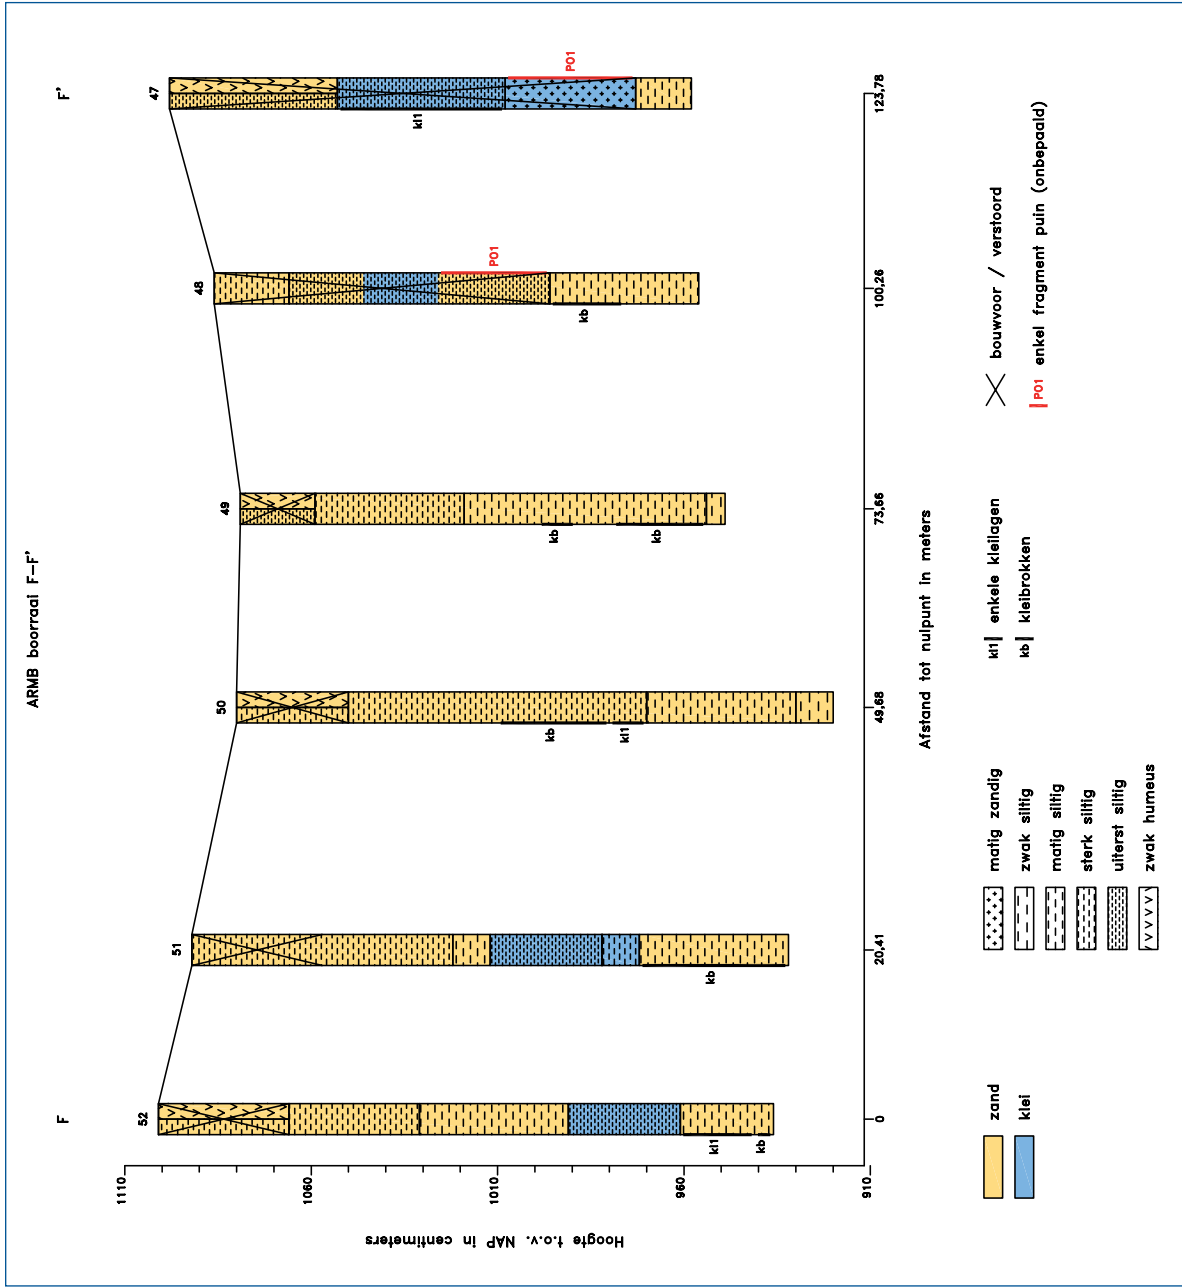 ARMB boorraai F-F'
F
F'
52
51
50
49
48
47
kl1
kb
kb
kb
kl1
kb
kb
kb
PO1
kl1
PO1
Hoogte t.o.v. NAP in centimeters
1110
1060
1010
960
910
0
20,41
49,68
73,66
100,26
123,78
Afstand tot nulpunt in meters
zand
klei
matig zandig
zwak siltig
matig siltig
sterk siltig
uiterst siltig
zwak humeus
kl1 enkele kleilagen
kb kleibrokken
bouwvoor / verstoord
PO1 enkel fragment puin (onbepaald)